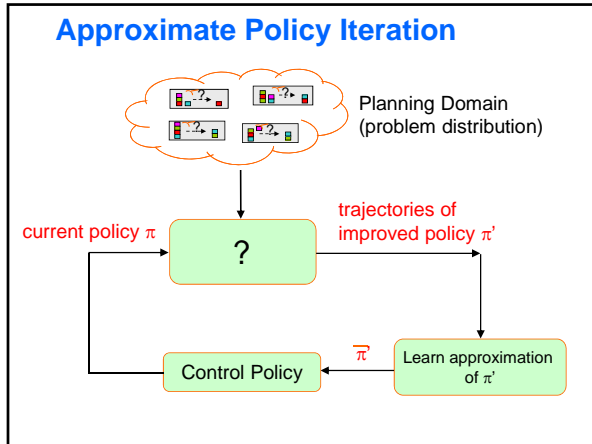 Approximate Policy Iteration
?
?
?
?
Planning Domain
(problem distribution)
current policy π
trajectories of
improved policy π’
?
Control Policy
π’
Learn approximation
of π’